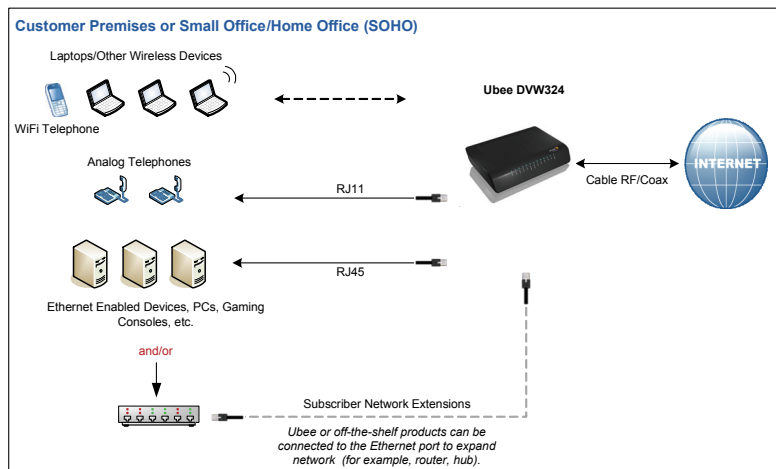 Customer Premises or Small Office/Home Office (SOHO)
Laptops/Other Wireless Devices
Ubee DVW324
WiFi Telephone
INTERNET
Analog Telephones
Cable RF/Coax
RJ11
RJ45
Ethernet Enabled Devices, PCs, Gaming
Consoles, etc.
and/or
Subscriber Network Extensions
Ubee or off-the-shelf products can be
connected to the Ethernet port to expand
network (for example, router, hub).